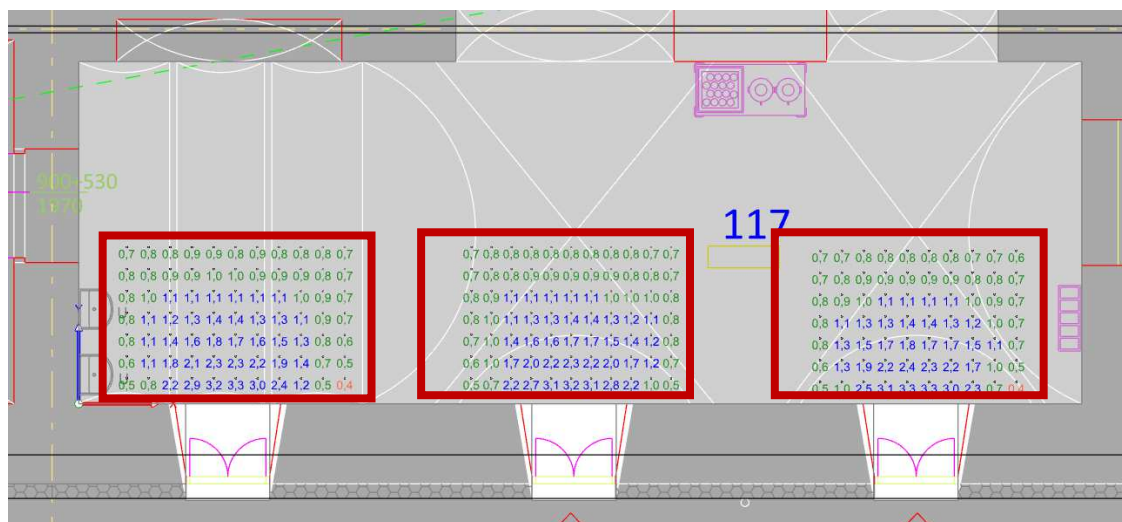 900-530
1970
117
0,7 0,8 0,8 0,9 0,9 0,8 0,9 0,8 0,8 0,8 0,7
0,8 0,8 0,9 0,9 1,0 1,0 0,9 0,9 0,9 0,8 0,7
0,8 1,0 1,1 1,1 1,1 1,1 1,1 1,1 1,0 0,9 0,7
0,8 1,1 1,2 1,3 1,4 1,4 1,3 1,3 1,1 0,9 0,7
0,8 1,1 1,4 1,6 1,8 1,7 1,6 1,5 1,3 0,8 0,6
0,6 1,1 1,8 2,1 2,3 2,3 2,2 1,9 1,4 0,7 0,5
0,5 0,8 2,2 2,9 3,2 3,3 3,0 2,4 1,2 0,5 0,4
0,7 0,8 0,8 0,8 0,8 0,8 0,8 0,8 0,8 0,7 0,7
0,7 0,8 0,8 0,9 0,9 0,9 0,9 0,9 0,8 0,8 0,7
0,8 0,9 1,1 1,1 1,1 1,1 1,1 1,0 1,0 1,0 0,8
0,8 1,0 1,1 1,3 1,3 1,4 1,4 1,3 1,2 1,1 0,8
0,7 1,0 1,4 1,6 1,6 1,7 1,7 1,5 1,4 1,2 0,8
0,6 1,0 1,7 2,0 2,2 2,3 2,2 2,0 1,7 1,2 0,7
0,5 0,7 2,2 2,7 3,1 3,2 3,1 2,8 2,2 1,0 0,5
0,7 0,7 0,8 0,8 0,8 0,8 0,8 0,7 0,7 0,6
0,7 0,8 0,9 0,9 0,9 0,9 0,9 0,8 0,8 0,7
0,8 0,9 1,0 1,1 1,1 1,1 1,1 1,0 0,9 0,7
0,8 1,1 1,3 1,3 1,4 1,4 1,3 1,2 1,0 0,7
0,8 1,3 1,5 1,7 1,8 1,7 1,7 1,5 1,1 0,7
0,6 1,3 1,9 2,2 2,4 2,3 2,2 1,7 1,0 0,5
0,5 1,0 2,5 3,1 3,3 3,3 3,0 2,3 0,7 0,4